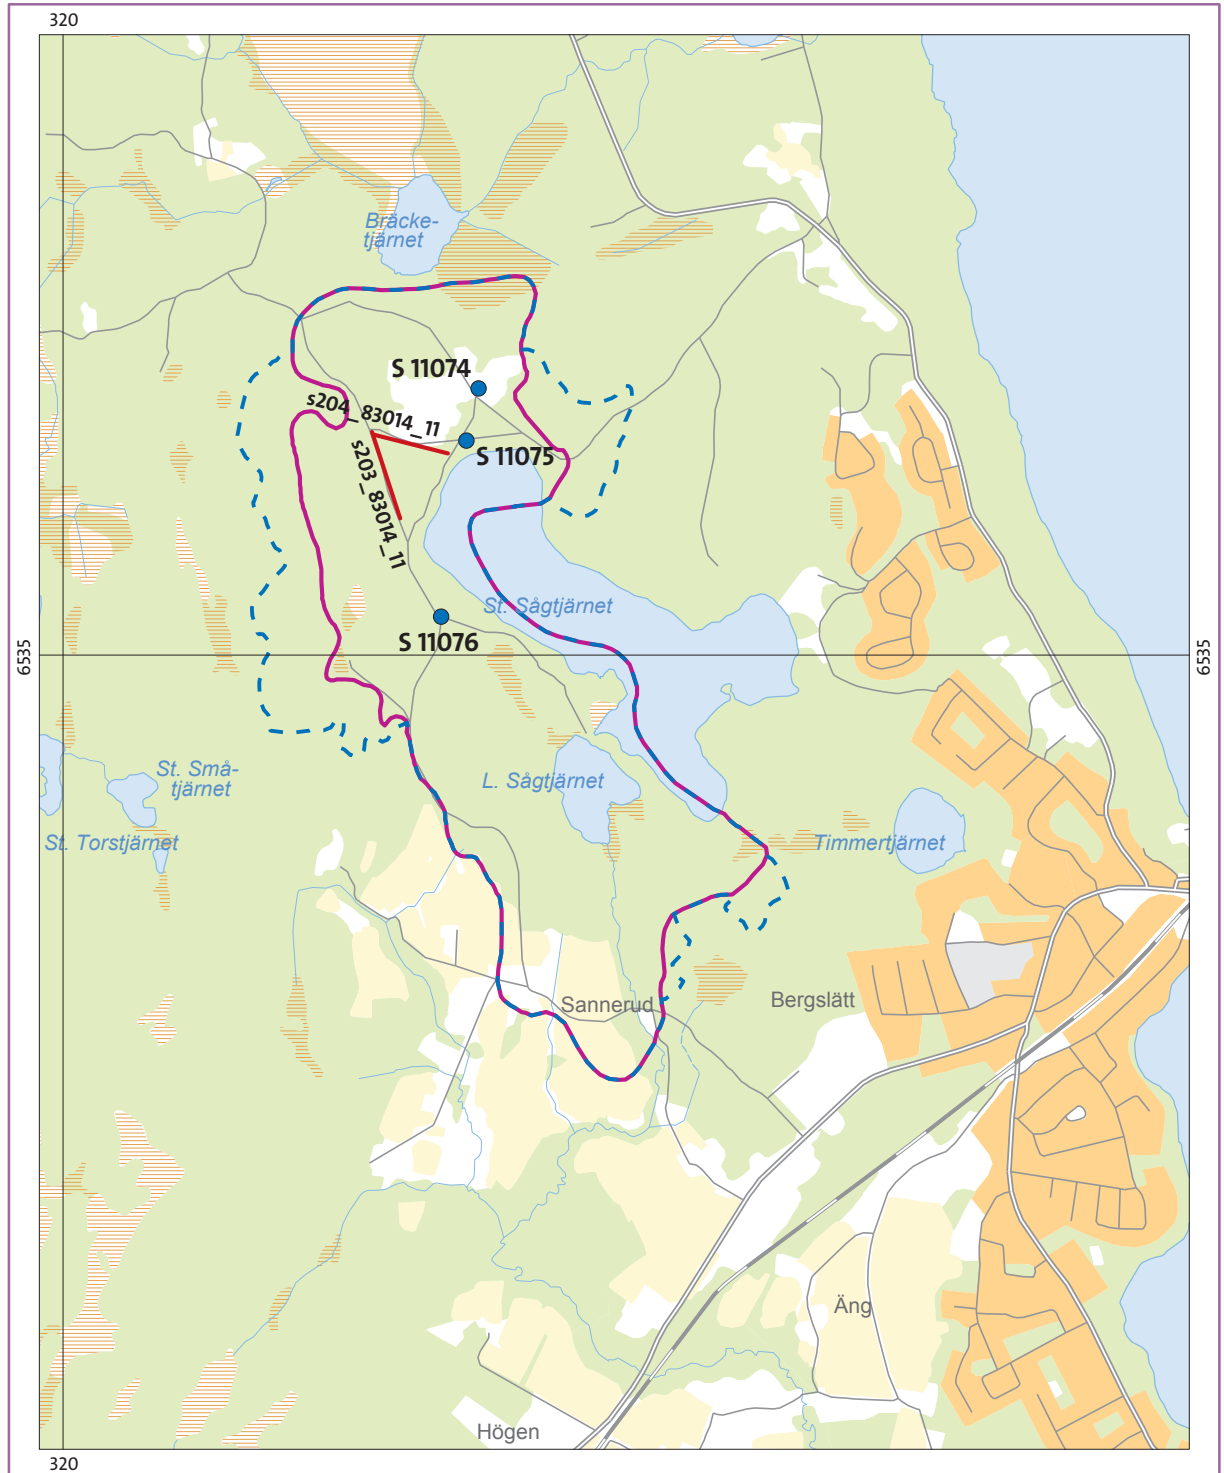 320
Bräcke-
tjärnet
S 11074
s204_83014_11
S 11075
s203_83014_11
St. Sågtjärnet
S 11076
6535
6535
St. Små-
tjärnet
L. Sågtjärnet
St. Torstjärnet
Timmertjärnet
Sannerud
Bergslätt
Äng
Högen
320